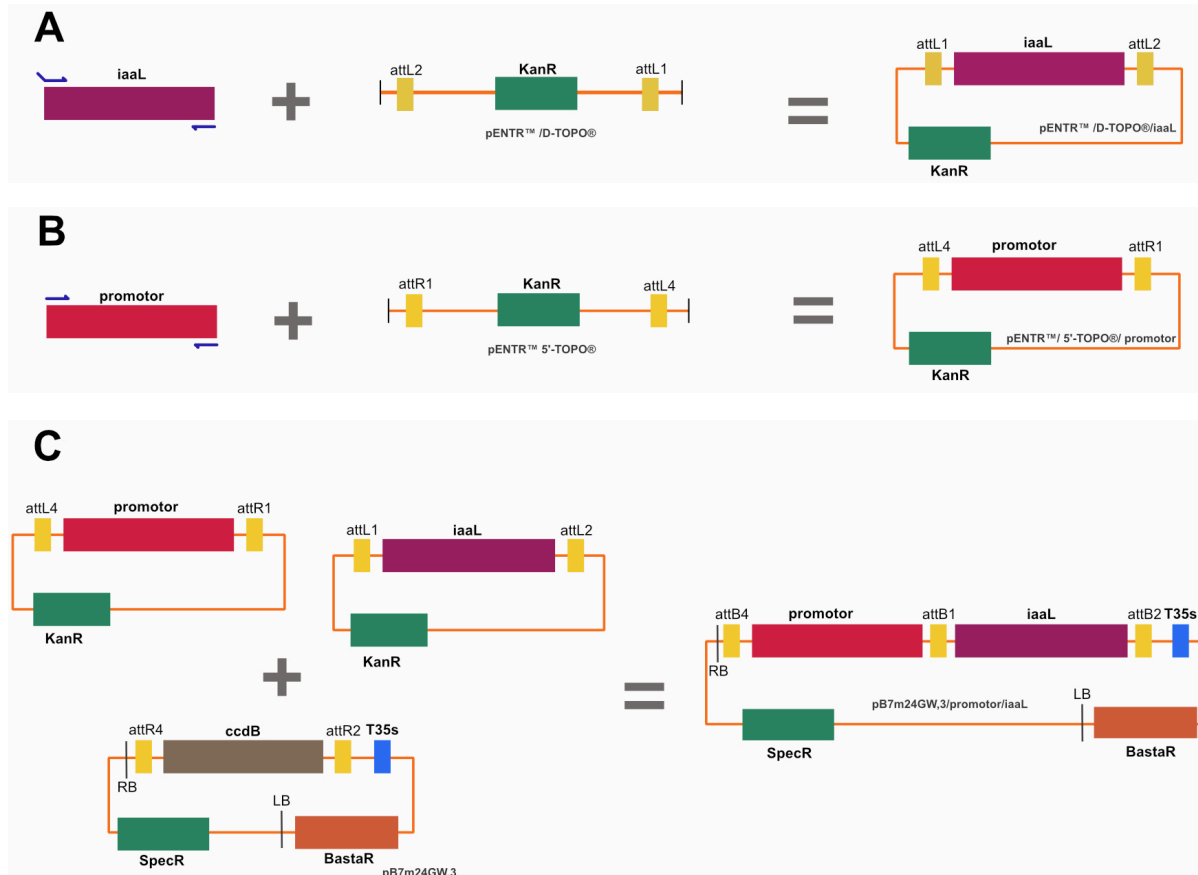 A
iaaL
attL2
KanR
attL1
pENTR™ /D-TOPO®
attL1
iaaL
attL2
pENTR™ /D-TOPO®/iaaL
KanR
B
promotor
attR1
KanR
attL4
pENTR™ 5'-TOPO®
attL4
promotor
attR1
pENTR™/ 5'-TOPO®/ promotor
KanR
C
attL4
promotor
attR1
KanR
attL1
iaaL
attL2
KanR
attR4
ccdB
attR2
T35s
RB
LB
SpecR
BastaR
pB7m24GW,3
attB4
promotor
attB1
iaaL
attB2
T35s
RB
pB7m24GW,3/promotor/iaaL
LB
SpecR
BastaR